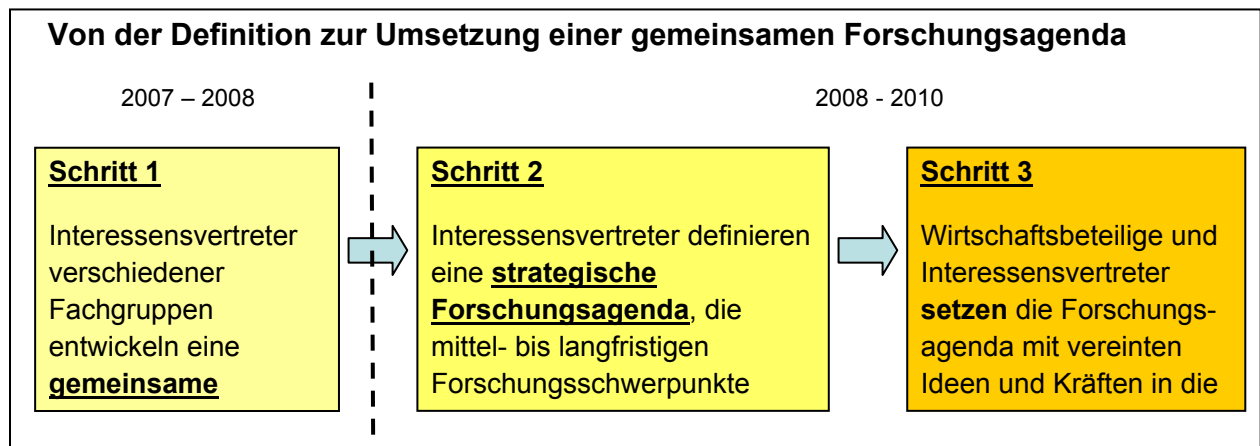 Von der Definition zur Umsetzung einer gemeinsamen Forschungsagenda
2007 – 2008
2008 - 2010
Schritt 1
Interessensvertreter
verschiedener
Fachgruppen
entwickeln eine
gemeinsame
Schritt 2
Interessensvertreter definieren
eine strategische
Forschungsagenda, die
mittel- bis langfristigen
Forschungsschwerpunkte
Schritt 3
Wirtschaftsbeteilige und
Interessensvertreter
setzen die Forschungs-
agenda mit vereinten
Ideen und Kräften in die